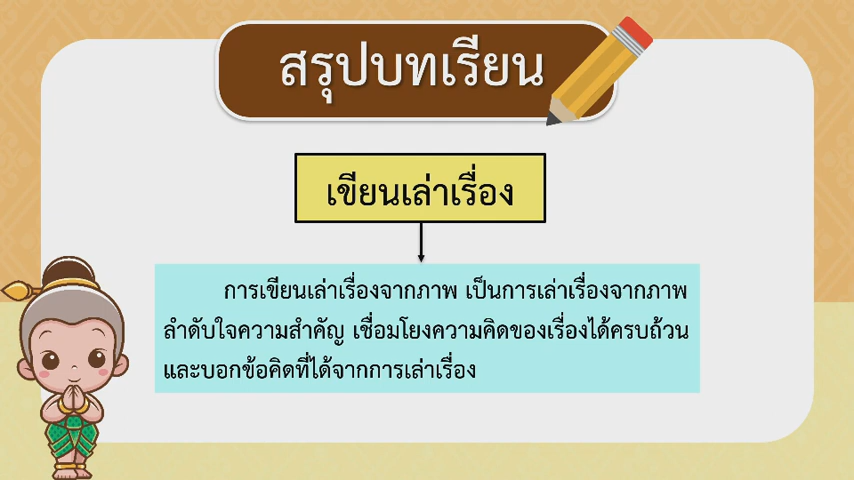 สรุปบทเรียน
เขียนเล่าเรื่อง
การเขียนเล่าเรื่องจากภาพ เป็นการเล่าเรื่องจากภาพ
ลำดับใจความสำคัญ เชื่อมโยงความคิดของเรื่องได้ครบถ้วน
และบอกข้อคิดที่ได้จากการเล่าเรื่อง